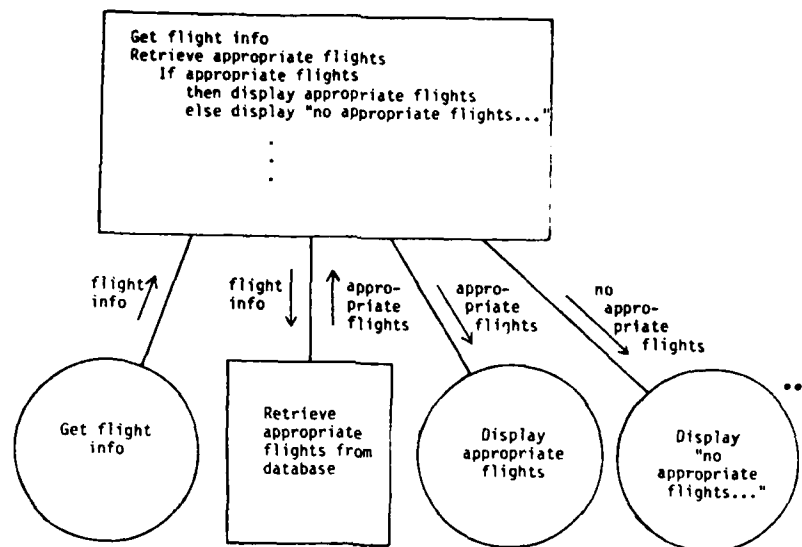 Get flight info
Retrieve appropriate flights
If appropriate flights
then display appropriate flights
else display "no appropriate flights..."
.
.
.
flight
info
flight
info
appro-
priate
flights
appro-
priate
flights
no
appro-
priate
flights
Get flight
info
Retrieve
appropriate
flights from
database
Display
appropriate
flights
Display
"no
appropriate
flights..."
..